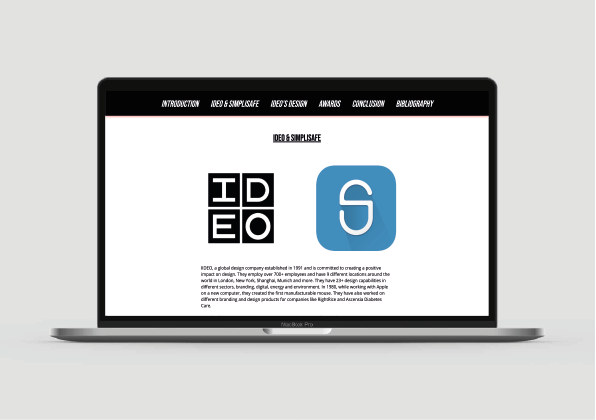 INTRODUCTION IDEO & SIMPLISAFE IDEO'S DESIGN AWARDS CONCLUSION BIBLIOGRAPHY
IDEO & SIMPLISAFE
ID
EO
S
IIDEO, a global design company established in 1991 and is committed to creating a positive
impact on design. They employ over 700+ employees and have 9 different locations around the
world in London, New York, Shanghai, Munich and more. They have 23+ design capabilities in
different sectors, branding, digital, energy and environment. In 1980, while working with Apple
on a new computer, they created the first manufacturable mouse. They have also worked on
different branding and design products for companies like RightRice and Ascensia Diabetes
Care.
MacBook Pro